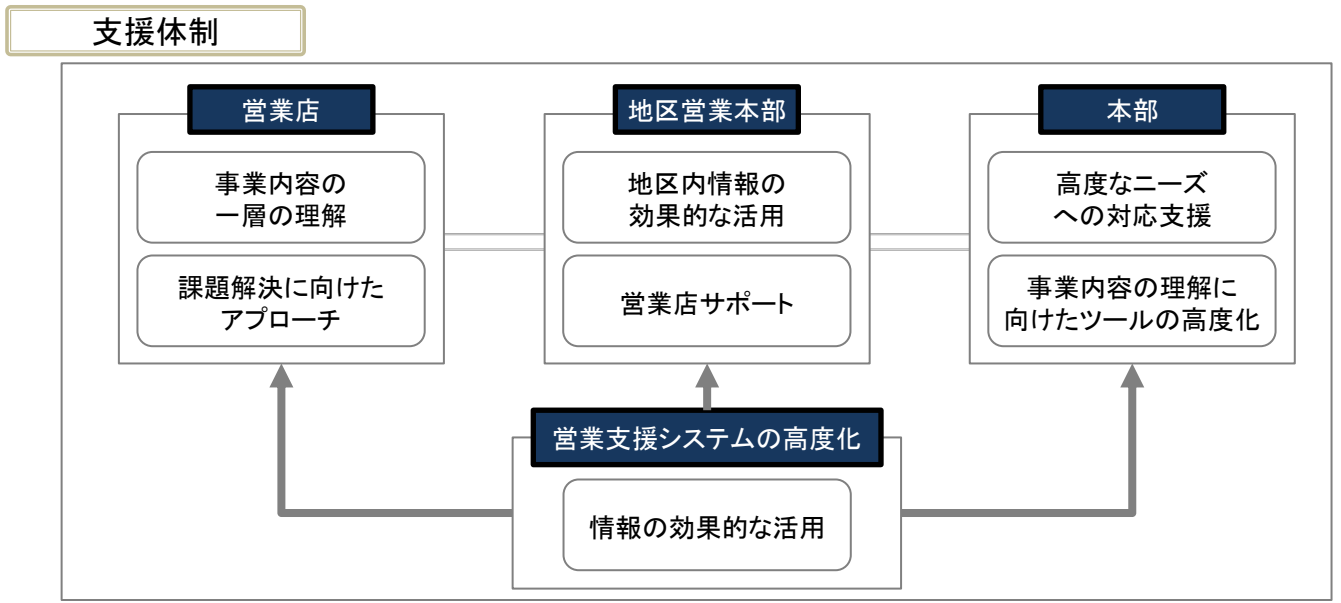 支援体制
営業店
事業内容の
一層の理解
課題解決に向けた
アプローチ
地区営業本部
地区内情報の
効果的な活用
営業店サポート
本部
高度なニーズ
への対応支援
事業内容の理解に
向けたツールの高度化
営業支援システムの高度化
情報の効果的な活用